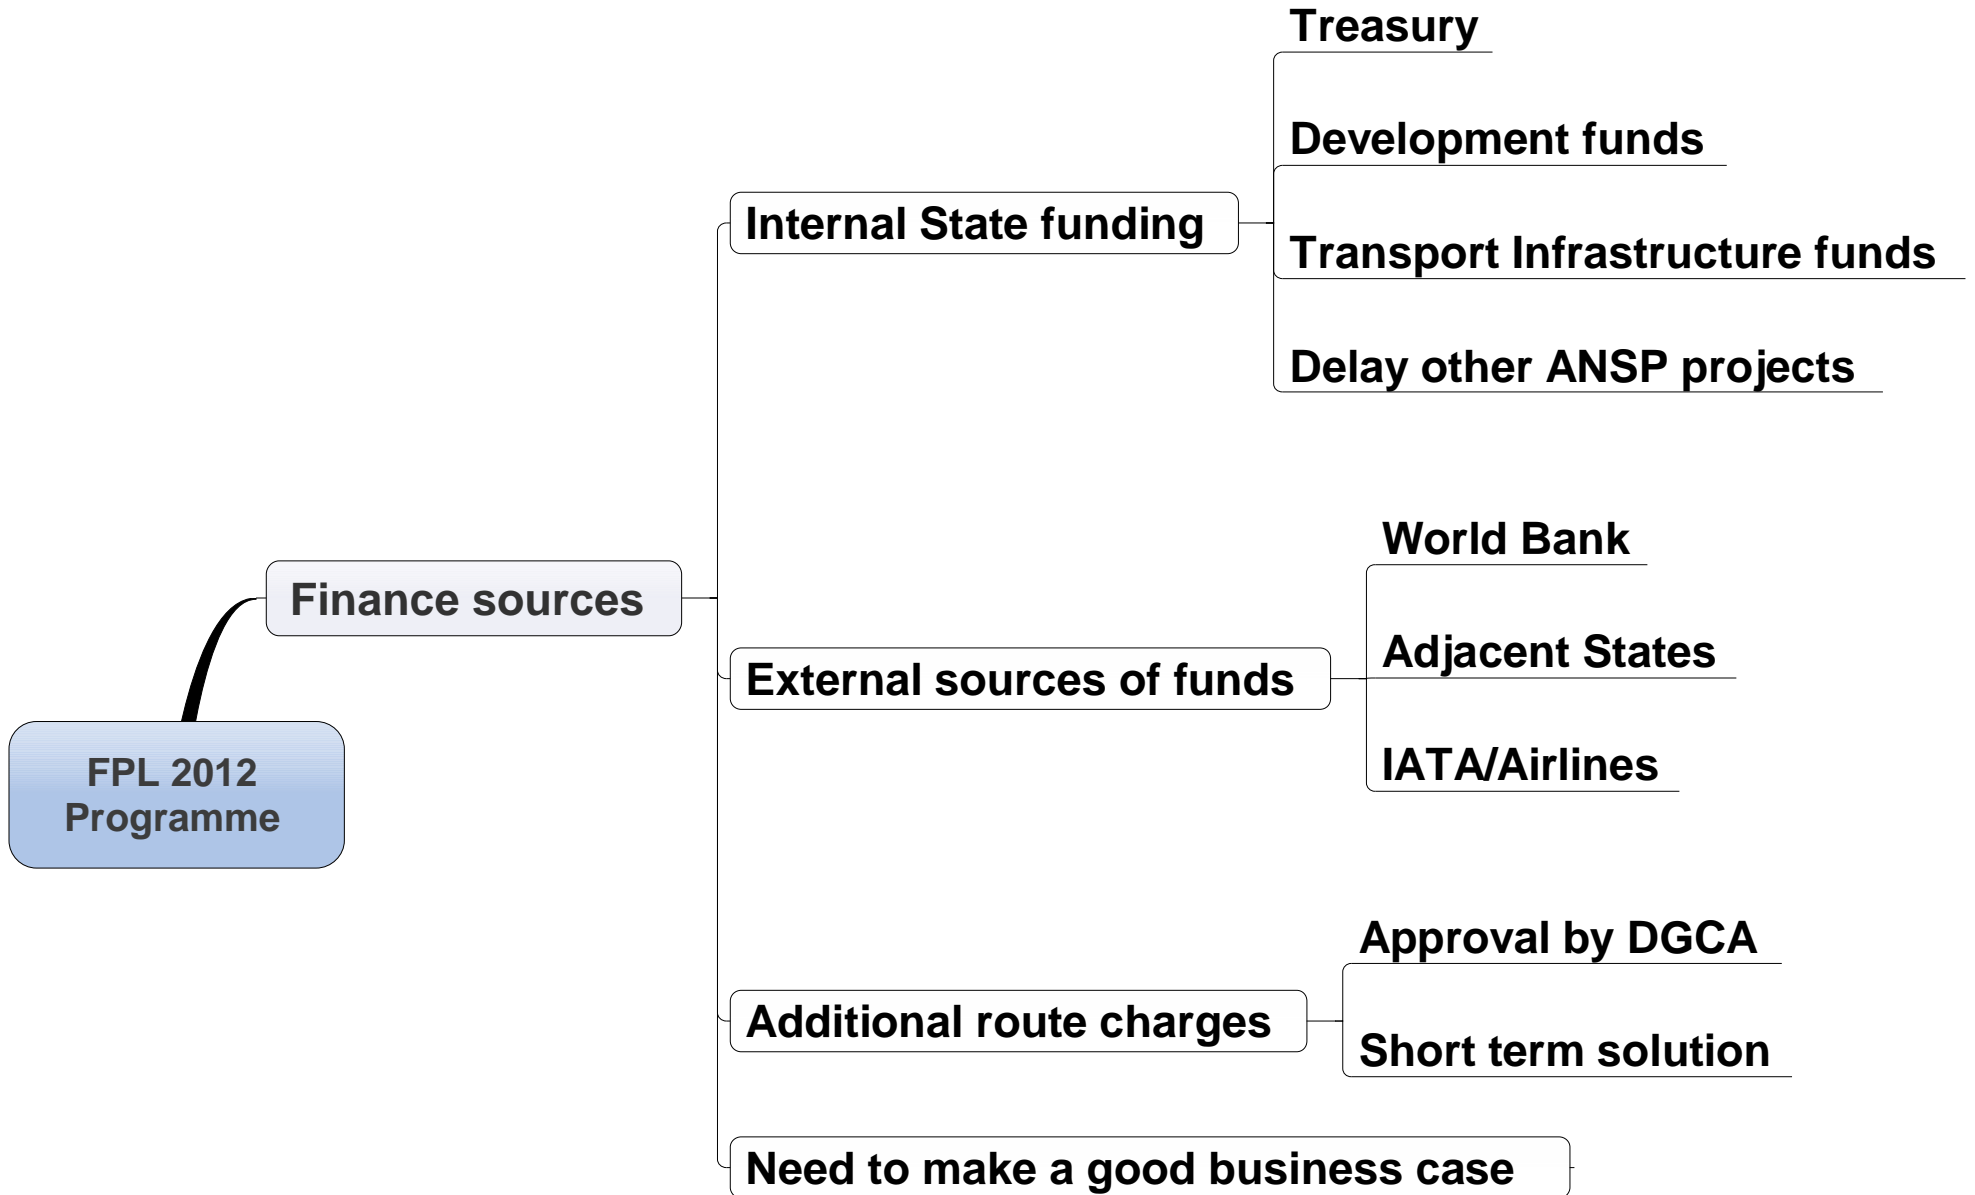 FPL 2012
Programme
Finance sources
Internal State funding
Treasury
Development funds
Transport Infrastructure funds
Delay other ANSP projects
External sources of funds
World Bank
Adjacent States
IATA/Airlines
Additional route charges
Approval by DGCA
Short term solution
Need to make a good business case